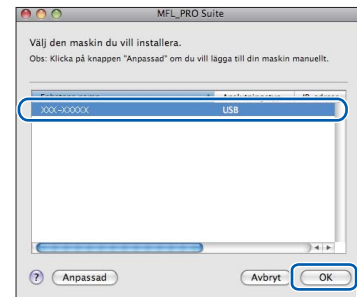 MFL_PRO Suite
Välj den maskin du vill installera.
Obs: Klicka på knappen "Anpassad" om du vill lägga till din maskin manuellt.
XXX-XXXXX USB
? Anpassad Avbryt OK